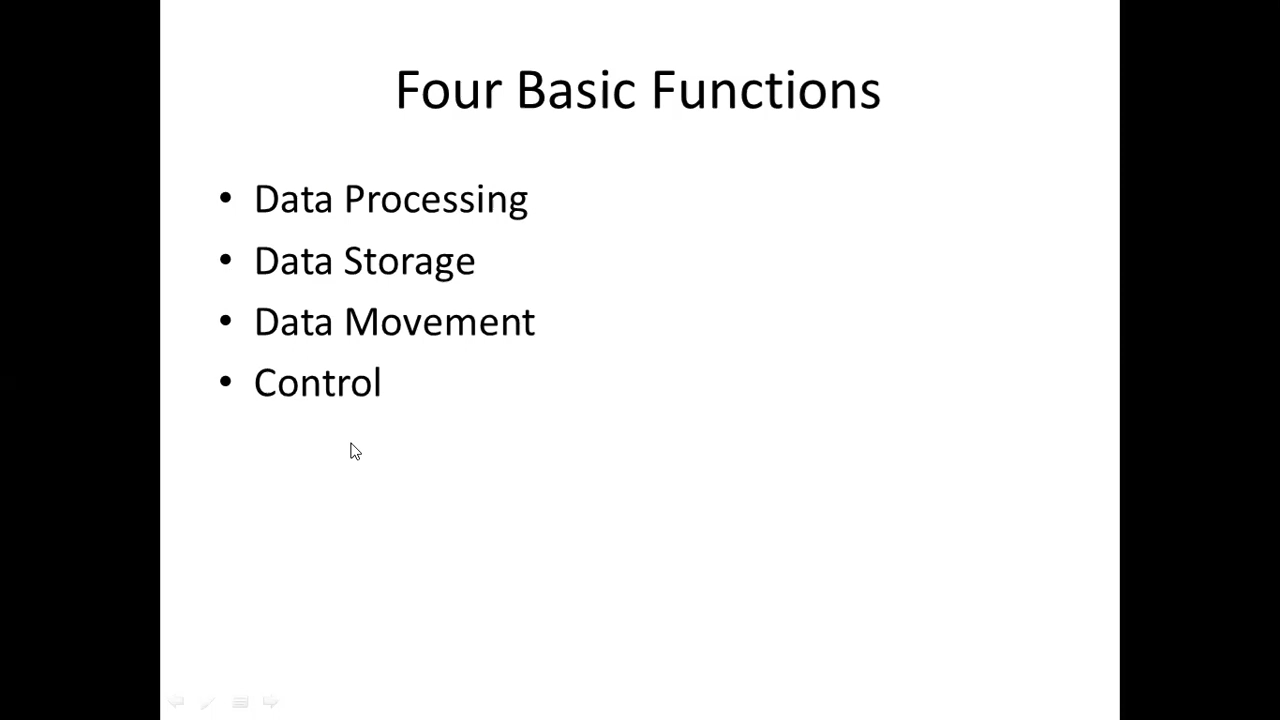 Four Basic Functions
• Data Processing
• Data Storage
• Data Movement
• Control